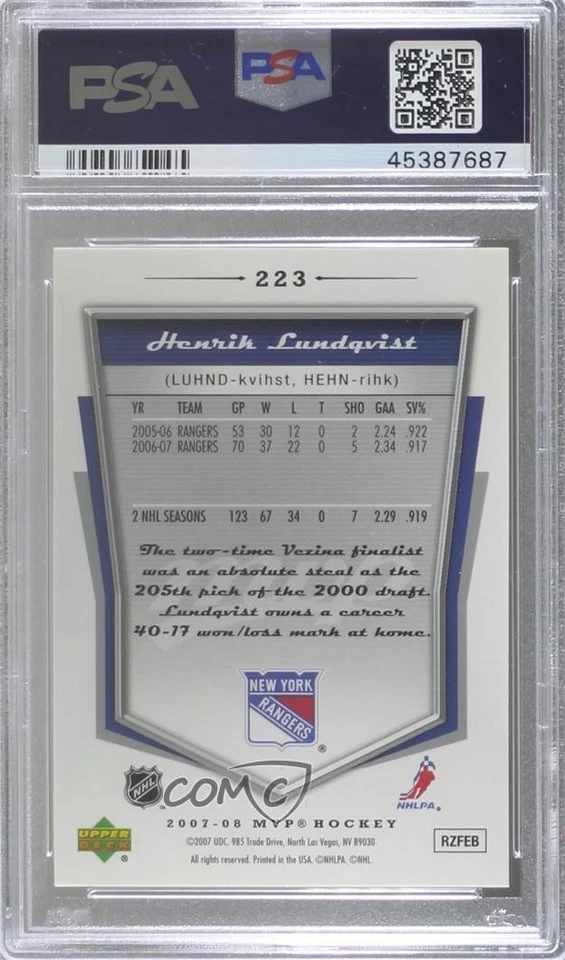 PSA PSA
45387687
223
Henrik Lundqvist
(LUHND-kvihst, HEHN-rihk)
YR TEAM GP W L T SHO GAA SV%
2005-06 RANGERS 53 30 12 0 2 2.24 .922
2006-07 RANGERS 70 37 22 0 5 2.34 .917
2 NHL SEASONS 123 67 34 0 7 2.29 .919
The two-time Vezina finalist
was an absolute steal as the
205th pick of the 2000 draft.
Lundqvist owns a career
40-17 won/loss mark at home.
NEW YORK
RANGERS
®
NHL COMC NHLPA®
2007-08 MVP® HOCKEY
UPPER
DECK
®
©2007 UDC. 985 Trade Drive, North Las Vegas, NV 89030.
All rights reserved. Printed in the USA. ©NHLPA. ©NHL.
RZFEB